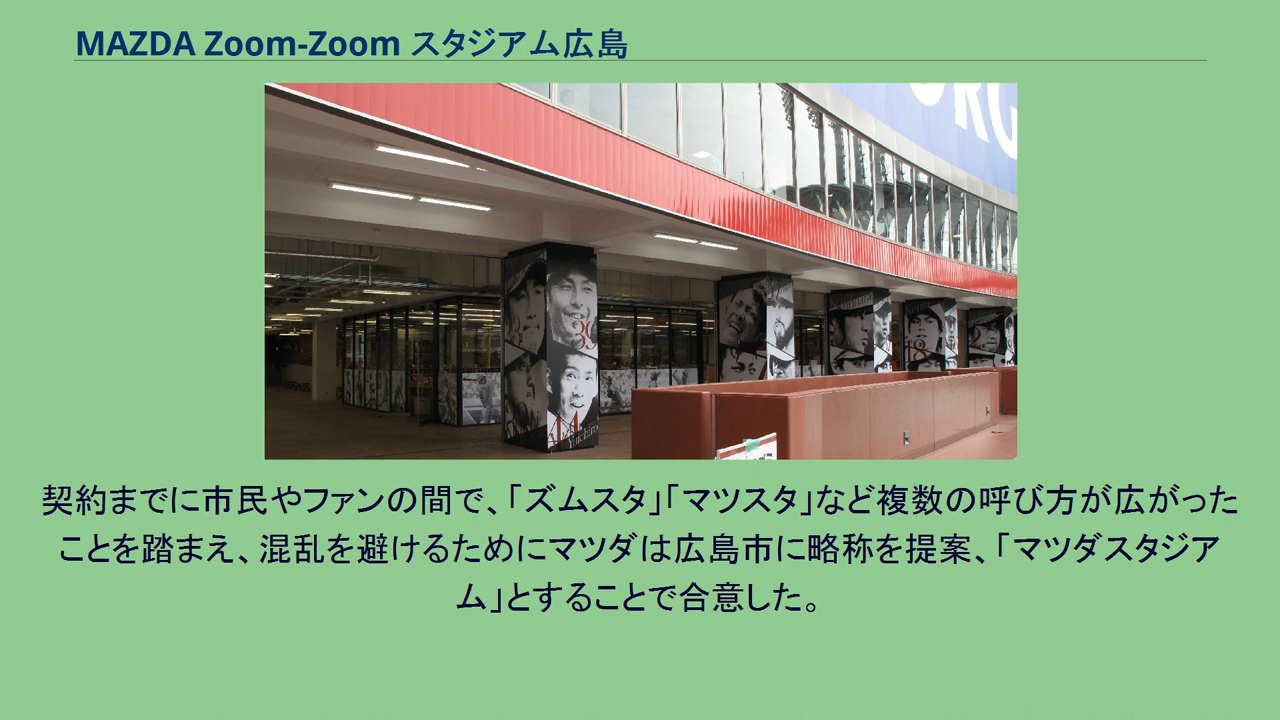 MAZDA Zoom-Zoom スタジアム広島
39
18
契約までに市民やファンの間で、「ズムスタ」「マツスタ」など複数の呼び方が広がった
ことを踏まえ、混乱を避けるためにマツダは広島市に略称を提案、「マツダスタジア
ム」とすることで合意した。